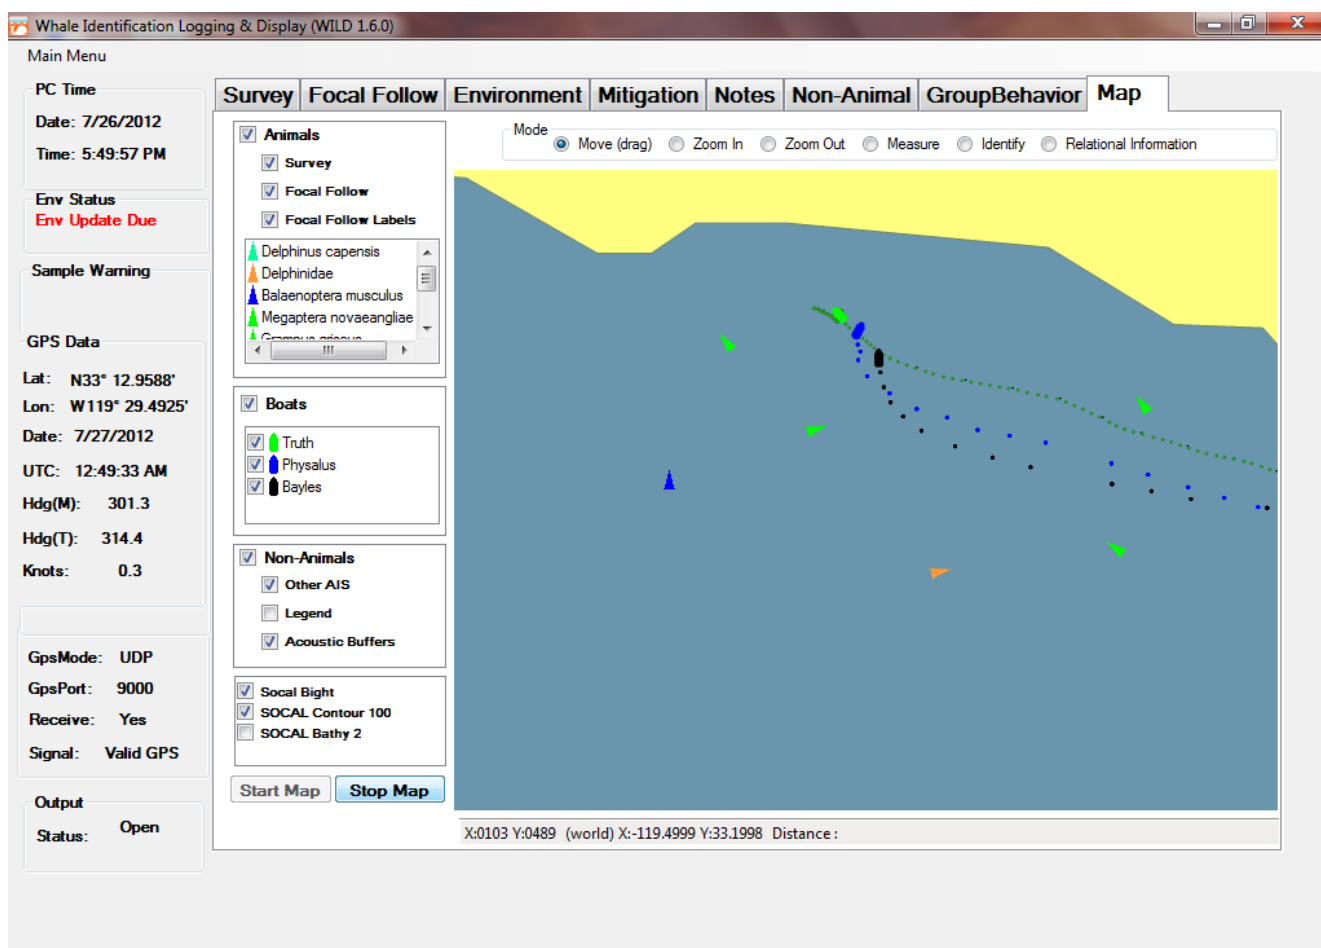 Whale Identification Logging & Display (WILD 1.6.0)
Main Menu
PC Time
Date: 7/26/2012
Time: 5:49:57 PM
Env Status
Env Update Due
Sample Warning
GPS Data
Lat: N33° 12.9588'
Lon: W119° 29.4925'
Date: 7/27/2012
UTC: 12:49:33 AM
Hdg(M): 301.3
Hdg(T): 314.4
Knots: 0.3
GpsMode: UDP
GpsPort: 9000
Receive: Yes
Signal: Valid GPS
Output
Status: Open
Survey Focal Follow Environment Mitigation Notes Non-Animal GroupBehavior Map
Animals
Survey
Focal Follow
Focal Follow Labels
Delphinus capensis
Delphinidae
Balaenoptera musculus
Megaptera novaeangliae
Grampus griseus
Boats
Truth
Physalus
Bayles
Non-Animals
Other AIS
Legend
Acoustic Buffers
Socal Bight
SOCAL Contour 100
SOCAL Bathy 2
Start Map Stop Map
Mode
Move (drag) Zoom In Zoom Out Measure Identify Relational Information
X:0103 Y:0489 (world) X:-119.4999 Y:33.1998 Distance :